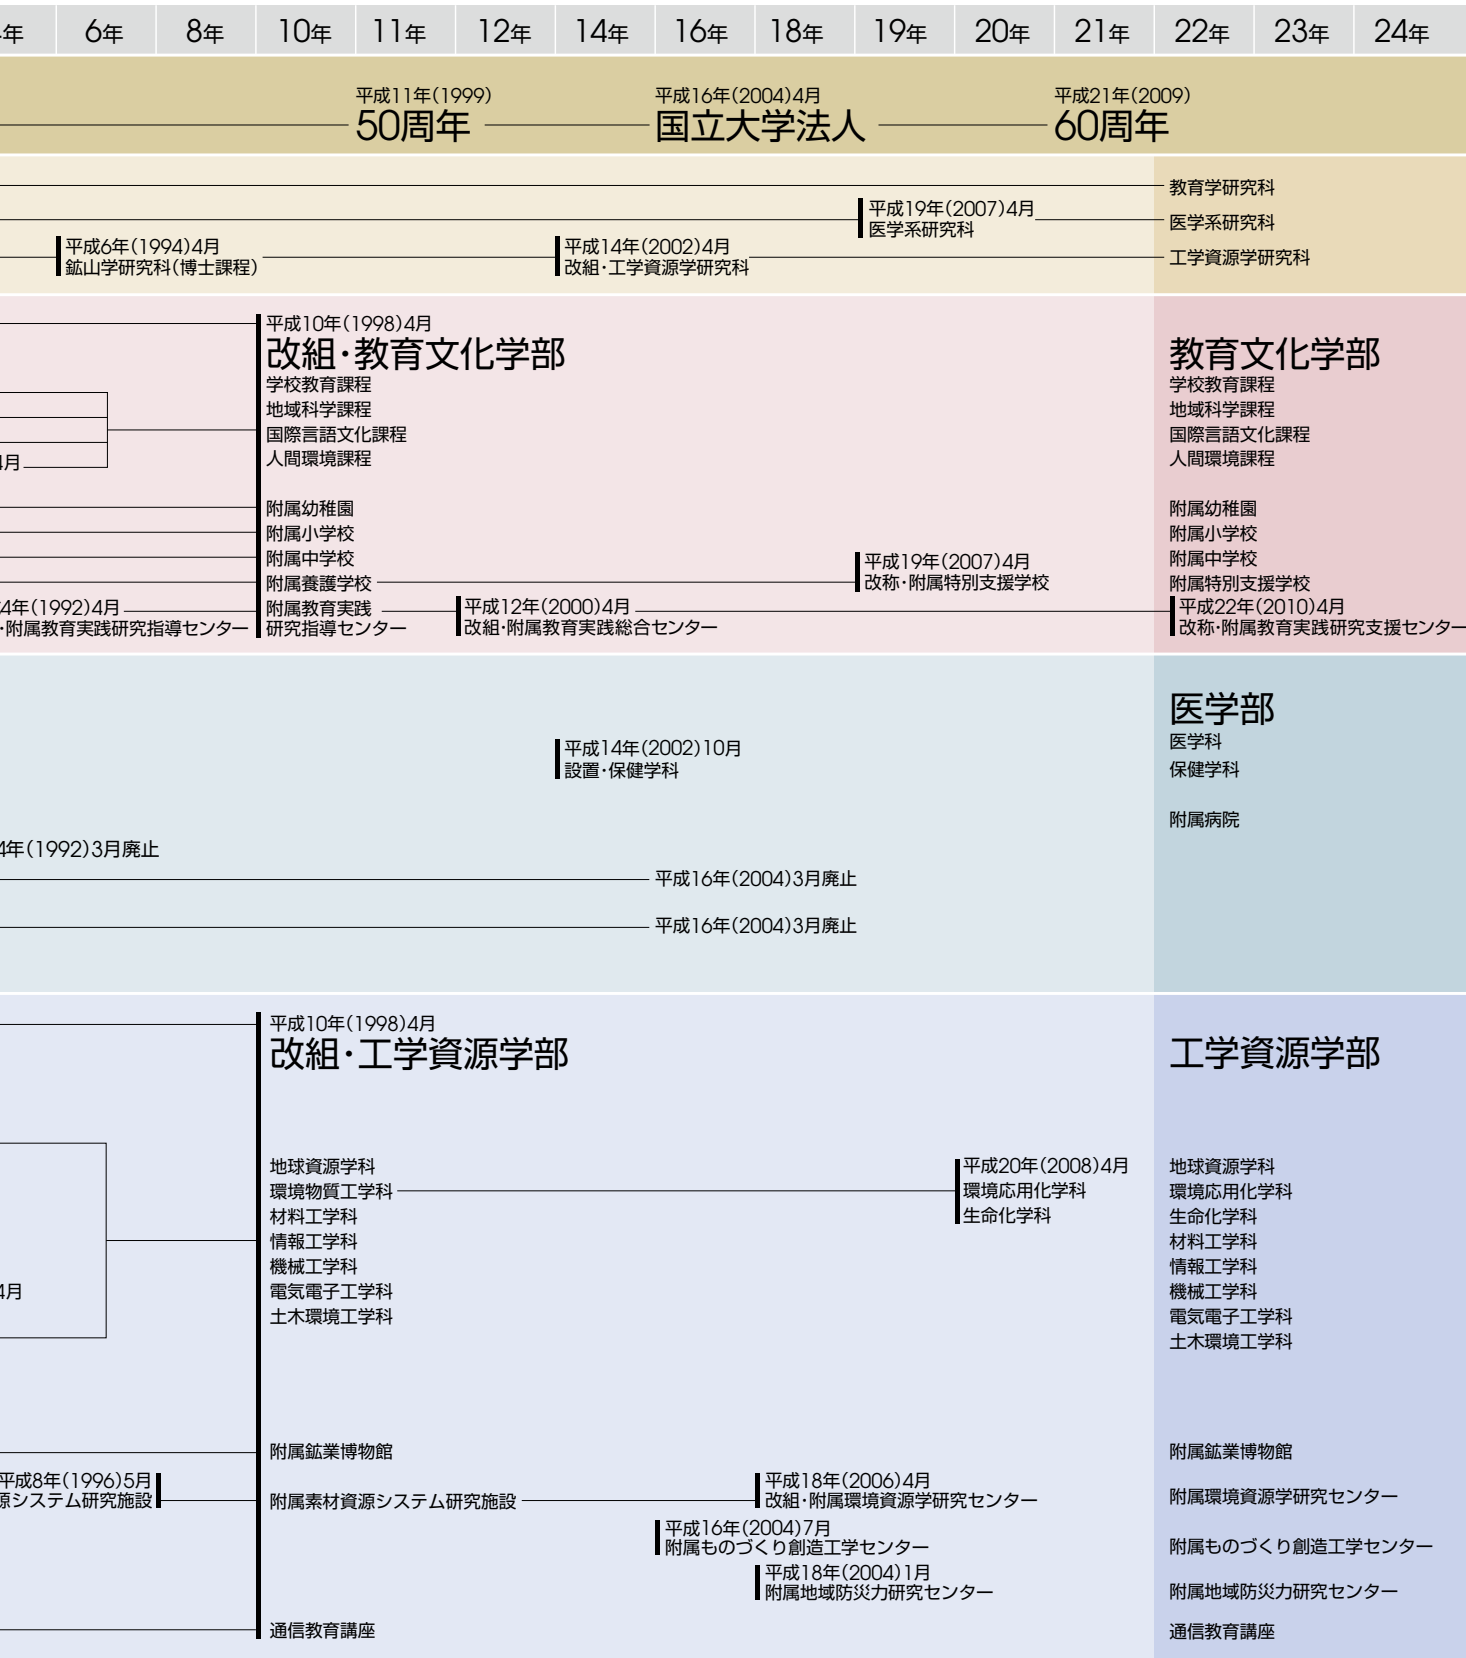 年 6年 8年 10年 11年 12年 14年 16年 18年 19年 20年 21年 22年 23年 24年
平成11年(1999)
50周年
平成16年(2004)4月
国立大学法人
平成21年(2009)
60周年
教育学研究科
平成19年(2007)4月
医学系研究科
医学系研究科
平成6年(1994)4月
鉱山学研究科(博士課程)
平成14年(2002)4月
改組・工学資源学研究科
工学資源学研究科
平成10年(1998)4月
改組・教育文化学部
学校教育課程
地域科学課程
国際言語文化課程
人間環境課程
月
附属幼稚園
附属小学校
附属中学校
附属養護学校
附属教育実践
研究指導センター
4年(1992)4月
・附属教育実践研究指導センター
平成12年(2000)4月
改組・附属教育実践総合センター
平成19年(2007)4月
改称・附属特別支援学校
教育文化学部
学校教育課程
地域科学課程
国際言語文化課程
人間環境課程
附属幼稚園
附属小学校
附属中学校
附属特別支援学校
平成22年(2010)4月
改称・附属教育実践研究支援センター
平成14年(2002)10月
設置・保健学科
4年(1992)3月廃止
平成16年(2004)3月廃止
平成16年(2004)3月廃止
医学部
医学科
保健学科
附属病院
平成10年(1998)4月
改組・工学資源学部
地球資源学科
環境物質工学科
材料工学科
情報工学科
機械工学科
電気電子工学科
土木環境工学科
4月
平成20年(2008)4月
環境応用化学科
生命化学科
附属鉱業博物館
平成8年(1996)5月
源システム研究施設
附属素材資源システム研究施設
平成18年(2006)4月
改組・附属環境資源学研究センター
平成16年(2004)7月
附属ものづくり創造工学センター
平成18年(2004)1月
附属地域防災力研究センター
通信教育講座
工学資源学部
地球資源学科
環境応用化学科
生命化学科
材料工学科
情報工学科
機械工学科
電気電子工学科
土木環境工学科
附属鉱業博物館
附属環境資源学研究センター
附属ものづくり創造工学センター
附属地域防災力研究センター
通信教育講座